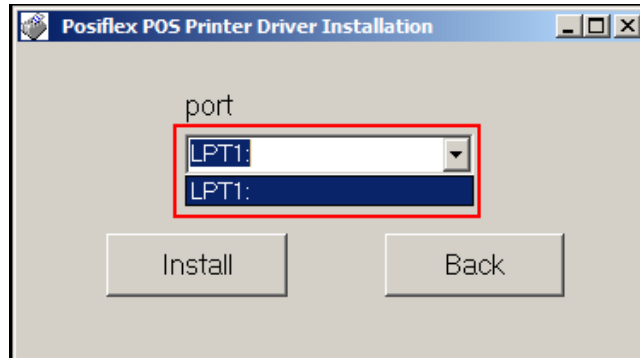 Posiflex POS Printer Driver Installation
port
LPT1:
LPT1:
Install Back